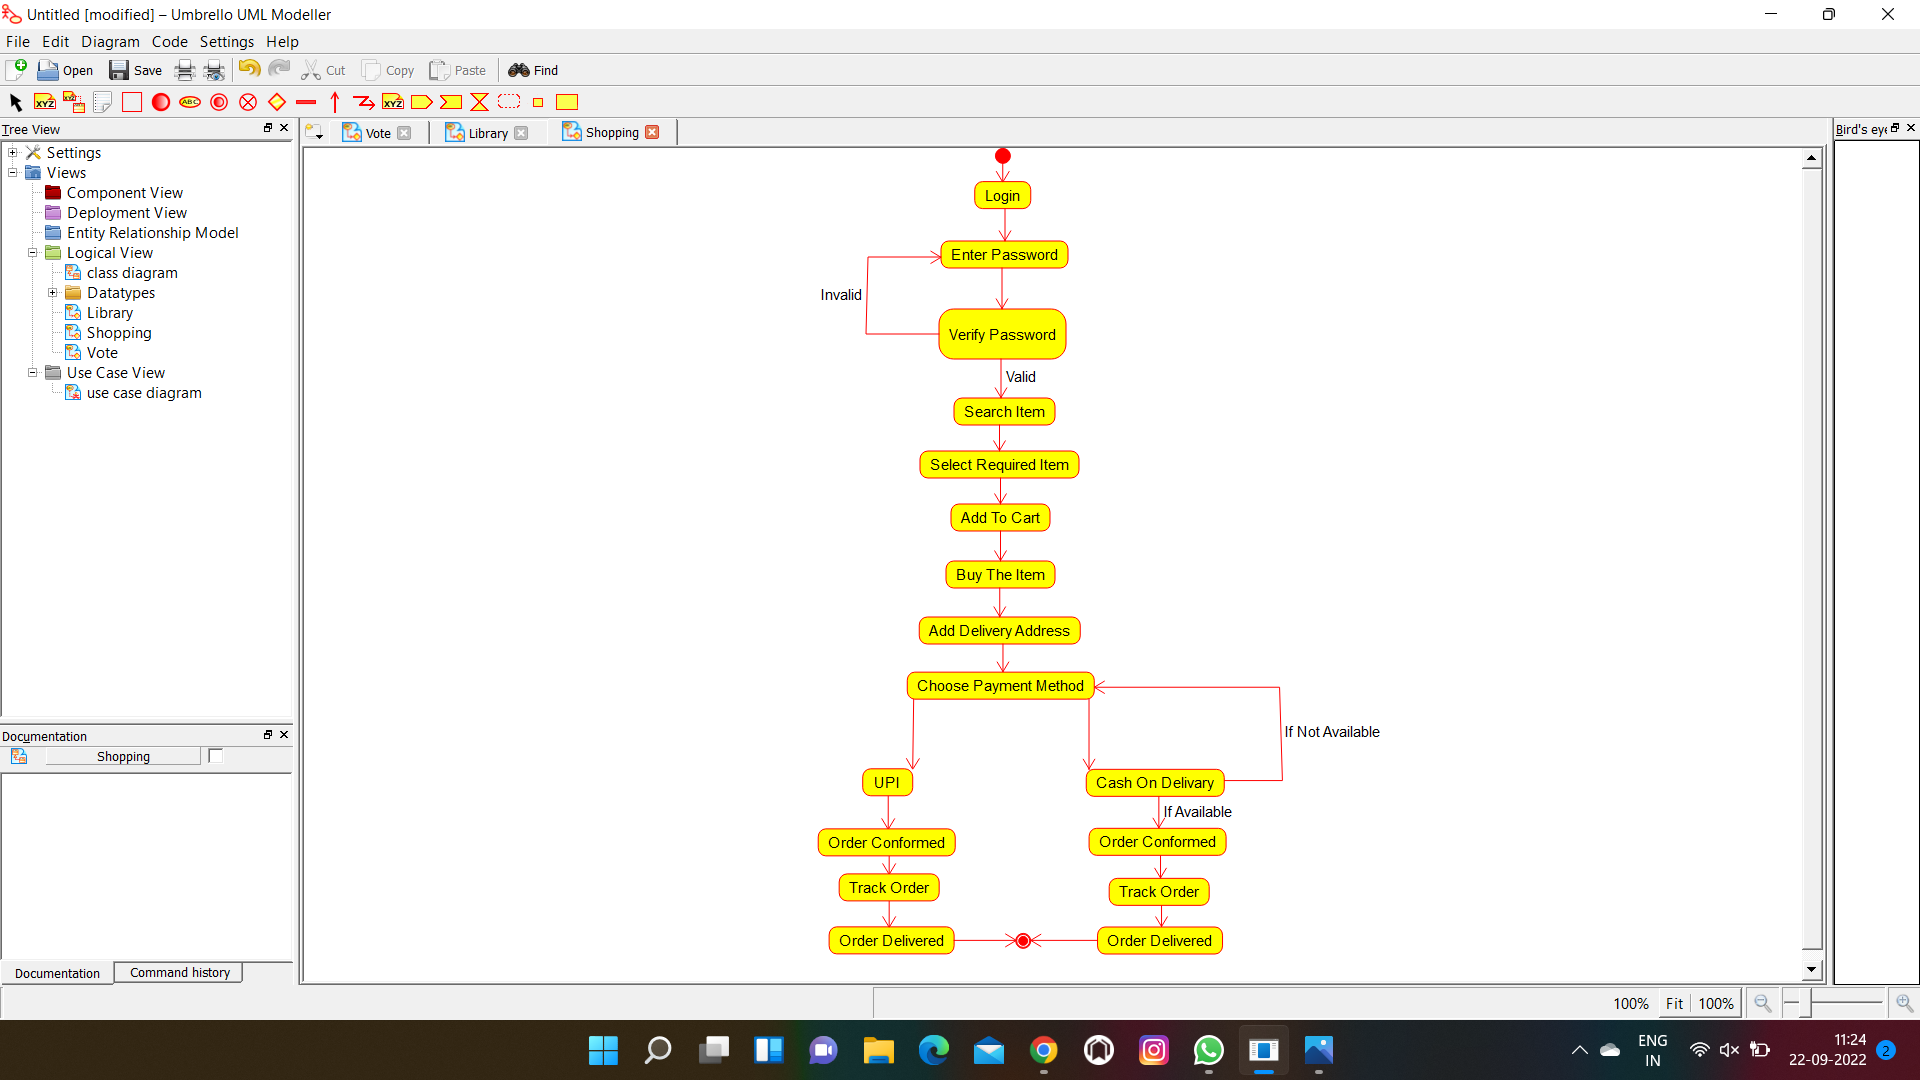 Untitled [modified] – Umbrello UML Modeller
File Edit Diagram Code Settings Help
Open Save Cut Copy Paste Find
XYZ ABC XYZ
Tree View
Vote Library Shopping
Bird's eye
Settings
Views
Component View
Deployment View
Entity Relationship Model
Logical View
class diagram
Datatypes
Library
Shopping
Vote
Use Case View
use case diagram
Documentation
Shopping
Documentation Command history
Login
Enter Password
Invalid
Verify Password
Valid
Search Item
Select Required Item
Add To Cart
Buy The Item
Add Delivery Address
Choose Payment Method
If Not Available
UPI
Cash On Delivary
If Available
Order Conformed
Order Conformed
Track Order
Track Order
Order Delivered
Order Delivered
100% Fit 100%
ENG
IN
11:24
22-09-2022
2